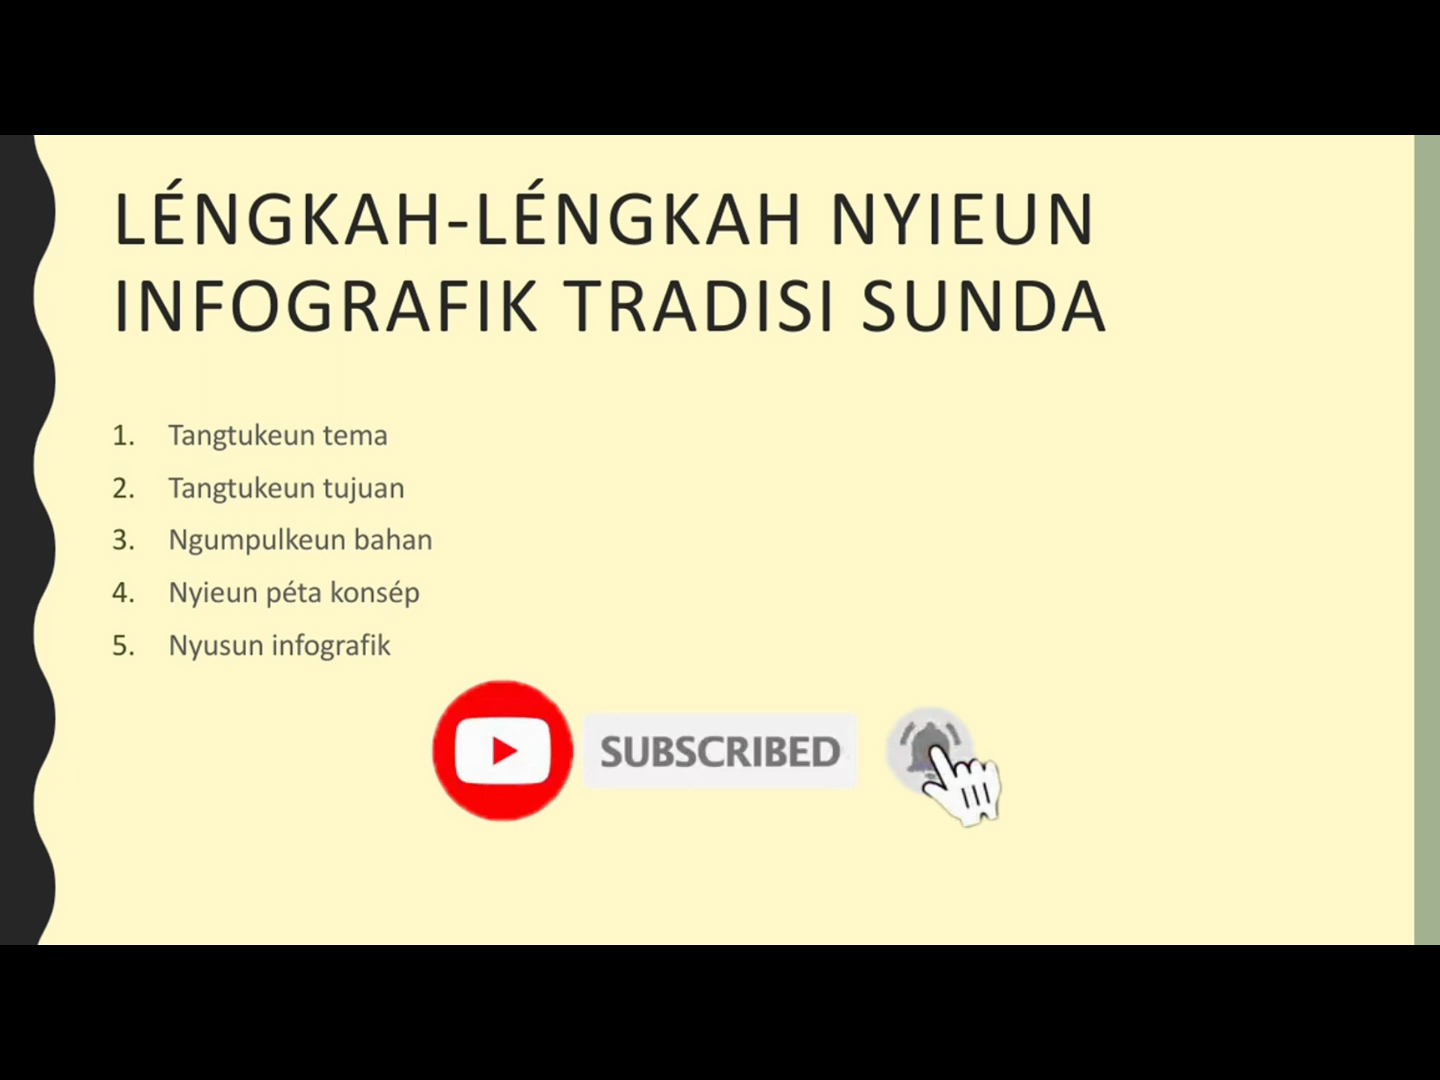 LÉNGKAH-LÉNGKAH NYIEUN
INFOGRAFIK TRADISI SUNDA
1. Tangtukeun tema
2. Tangtukeun tujuan
3. Ngumpulkeun bahan
4. Nyieun péta konsép
5. Nyusun infografik
SUBSCRIBED